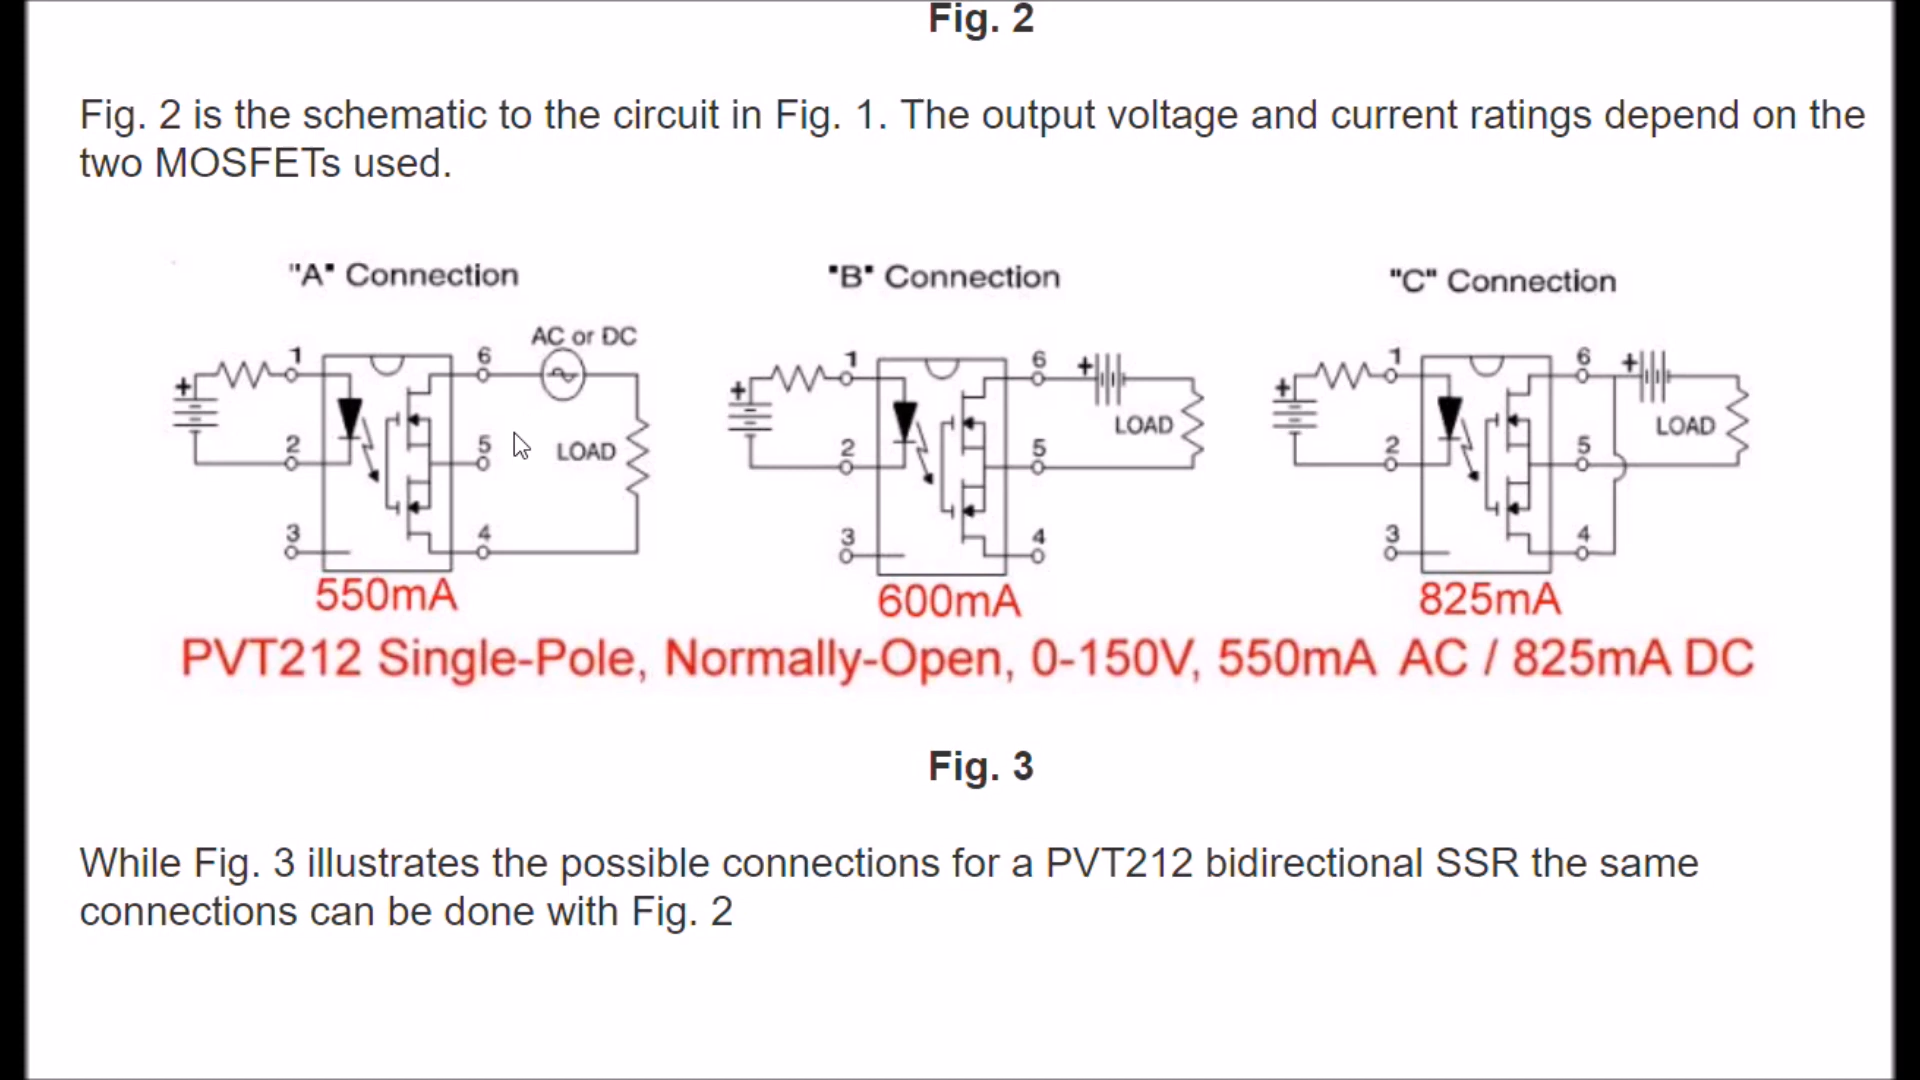 Fig. 2
Fig. 2 is the schematic to the circuit in Fig. 1. The output voltage and current ratings depend on the
two MOSFETs used.
"A" Connection
"B" Connection
"C" Connection
AC or DC
1 6
+
2 5
LOAD
3 4
550mA
1 6
+ +
LOAD
2 5
3 4
600mA
1 6
+ +
LOAD
2 5
3 4
825mA
PVT212 Single-Pole, Normally-Open, 0-150V, 550mA AC / 825mA DC
Fig. 3
While Fig. 3 illustrates the possible connections for a PVT212 bidirectional SSR the same
connections can be done with Fig. 2